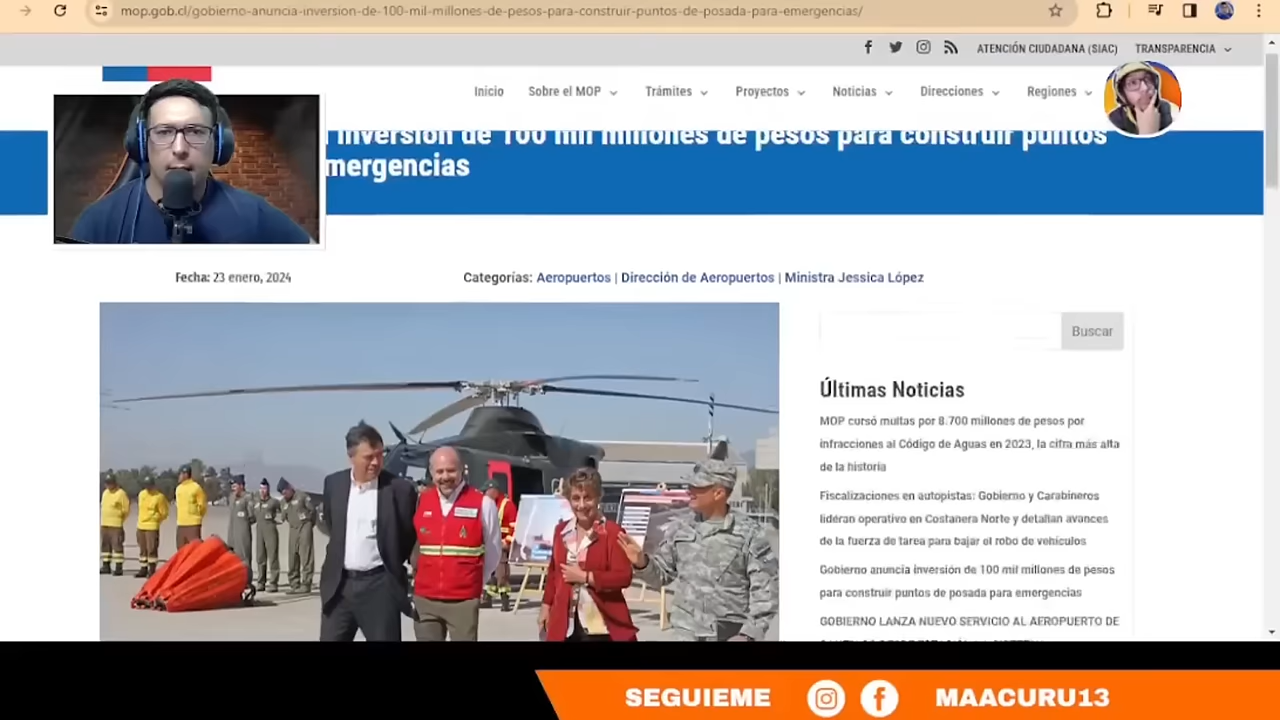 mop.gob.cl/gobierno-anuncia-inversion-de-100-mil-millones-de-pesos-para-construir-puntos-de-posada-para-emergencias/
ATENCIÓN CIUDADANA (SIAC) TRANSPARENCIA
Inicio Sobre el MOP Trámites Proyectos Noticias Direcciones Regiones
inversión de 100 mil millones de pesos para construir puntos
mergencias
Fecha: 23 enero, 2024
Categorías: Aeropuertos | Dirección de Aeropuertos | Ministra Jessica López
Buscar
Últimas Noticias
MOP cursó multas por 8.700 millones de pesos por
infracciones al Código de Aguas en 2023, la cifra más alta
de la historia
Fiscalizaciones en autopistas: Gobierno y Carabineros
lideran operativo en Costanera Norte y detallan avances
de la fuerza de tarea para bajar el robo de vehículos
Gobierno anuncia inversión de 100 mil millones de pesos
para construir puntos de posada para emergencias
GOBIERNO LANZA NUEVO SERVICIO AL AEROPUERTO DE
SEGUIEME MAACURU13